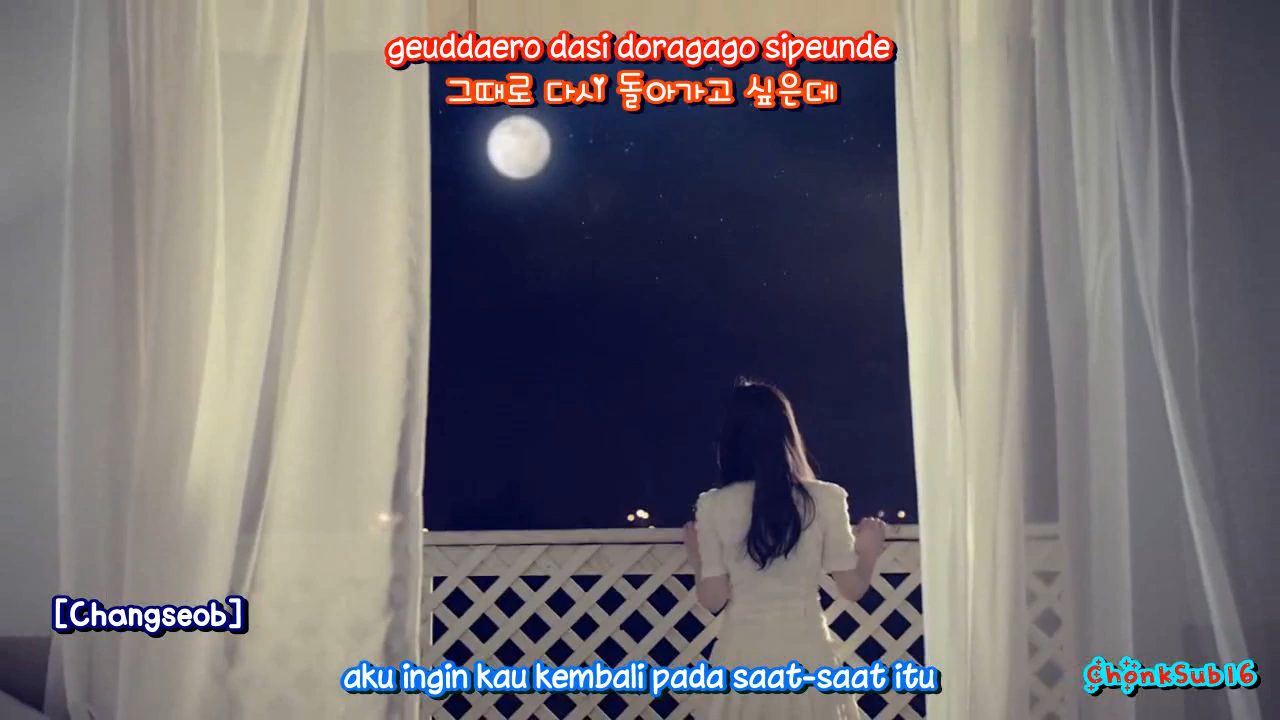 geuddaero dasi doragago sipeunde
그때로 다시 돌아가고 싶은데
[Changseob]
aku ingin kau kembali pada saat-saat itu
ChonkSub16